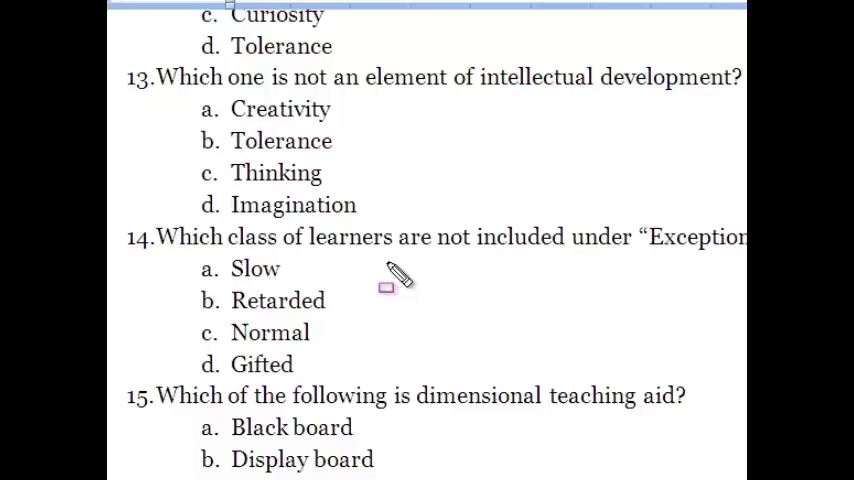 c. Curiosity
d. Tolerance
13.Which one is not an element of intellectual development?
a. Creativity
b. Tolerance
c. Thinking
d. Imagination
14.Which class of learners are not included under “Exception
a. Slow
b. Retarded
c. Normal
d. Gifted
15.Which of the following is dimensional teaching aid?
a. Black board
b. Display board